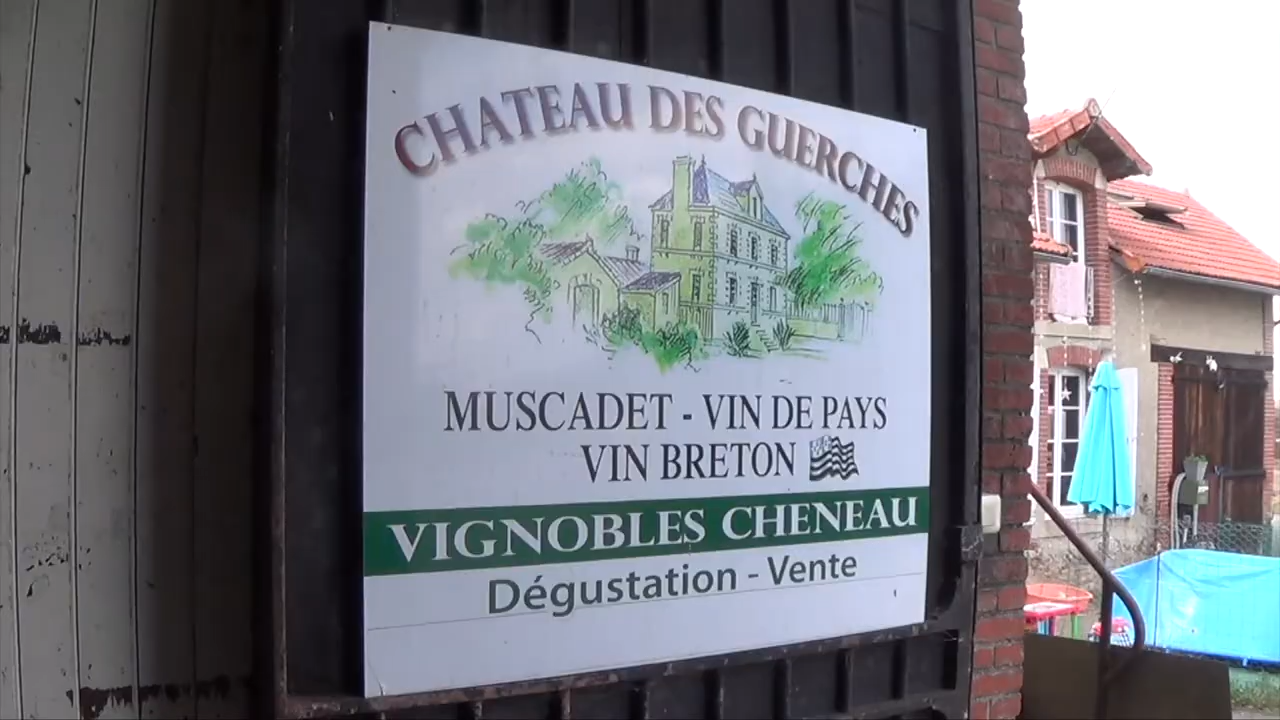 CHATEAU DES GUERCHES
MUSCADET - VIN DE PAYS
VIN BRETON
VIGNOBLES CHENEAU
Dégustation - Vente